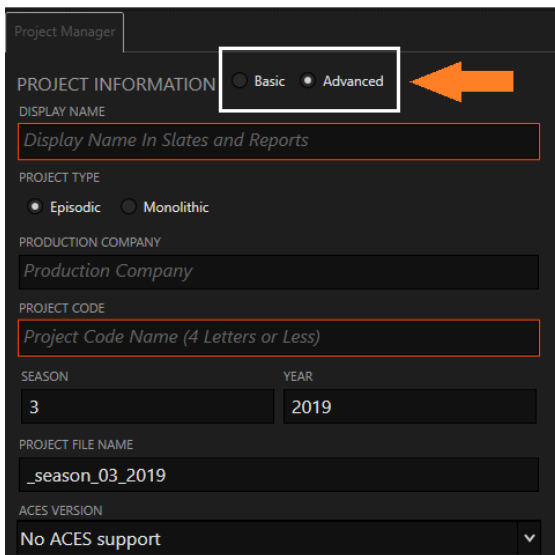 Project Manager
PROJECT INFORMATION Basic Advanced
DISPLAY NAME
Display Name In Slates and Reports
PROJECT TYPE
Episodic Monolithic
PRODUCTION COMPANY
Production Company
PROJECT CODE
Project Code Name (4 Letters or Less)
SEASON YEAR
3 2019
PROJECT FILE NAME
_season_03_2019
ACES VERSION
No ACES support